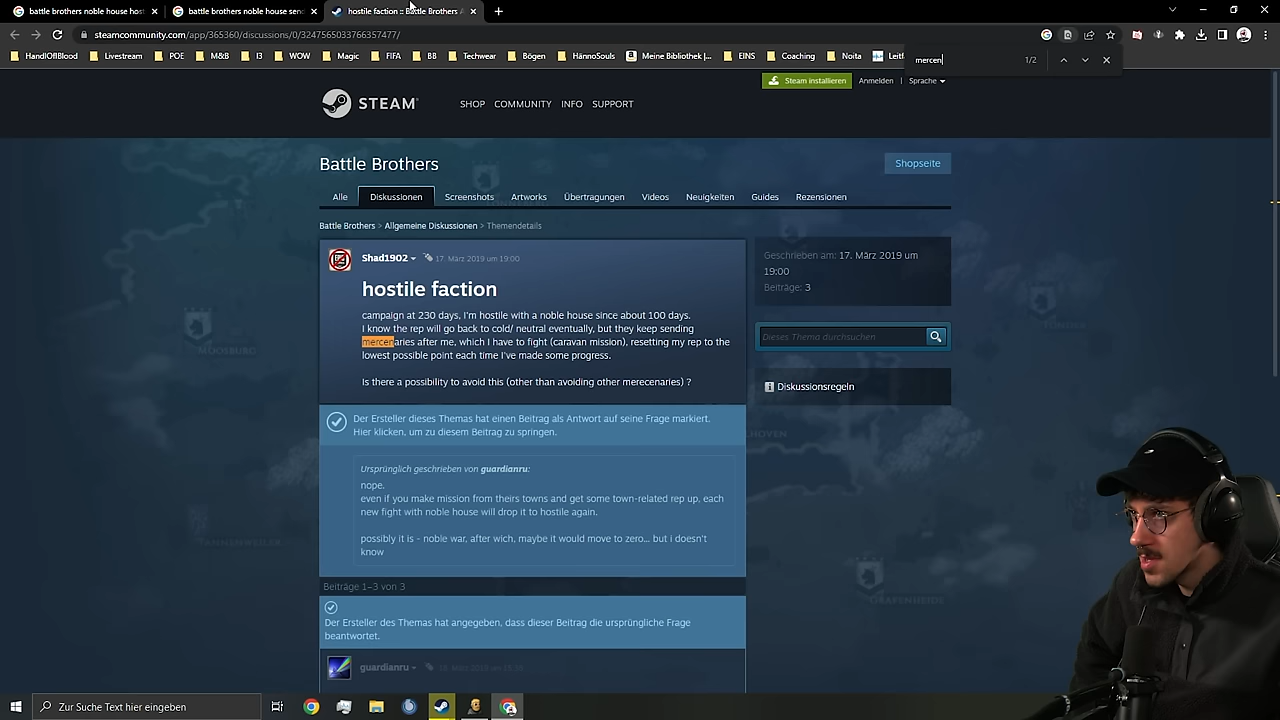 battle brothers noble house host
battle brothers noble house send
hostile faction :: Battle Brothers
steamcommunity.com/app/365360/discussions/0/3247565033766357477/
HandIOfBlood
Livestream
POE
M&B
I3
WOW
Magic
FIFA
BB
Techwear
Bögen
HännoSouls
Meine Bibliothek |...
EINS
Coaching
Noita
Leitf
mercen
1/2
Steam installieren
Anmelden
Sprache
STEAM
SHOP
COMMUNITY
INFO
SUPPORT
Battle Brothers
Shopseite
Alle
Diskussionen
Screenshots
Artworks
Übertragungen
Videos
Neuigkeiten
Guides
Rezensionen
Battle Brothers > Allgemeine Diskussionen > Themendetails
Shad1902
17. März 2019 um 19:00
hostile faction
campaign at 230 days, I'm hostile with a noble house since about 100 days.
I know the rep will go back to cold/ neutral eventually, but they keep sending
mercenaries after me, which I have to fight (caravan mission), resetting my rep to the
lowest possible point each time I've made some progress.
Is there a possibility to avoid this (other than avoiding other merecenaries) ?
Geschrieben am: 17. März 2019 um
19:00
Beiträge: 3
Dieses Thema durchsuchen
Diskussionsregeln
Der Ersteller dieses Themas hat einen Beitrag als Antwort auf seine Frage markiert.
Hier klicken, um zu diesem Beitrag zu springen.
Ursprünglich geschrieben von guardianru:
nope.
even if you make mission from theirs towns and get some town-related rep up, each
new fight with noble house will drop it to hostile again.
possibly it is - noble war, after wich, maybe it would move to zero... but i doesn't
know
Beiträge 1–3 von 3
Der Ersteller des Themas hat angegeben, dass dieser Beitrag die ursprüngliche Frage
beantwortet.
guardianru
MOOSBURG
Zur Suche Text hier eingeben